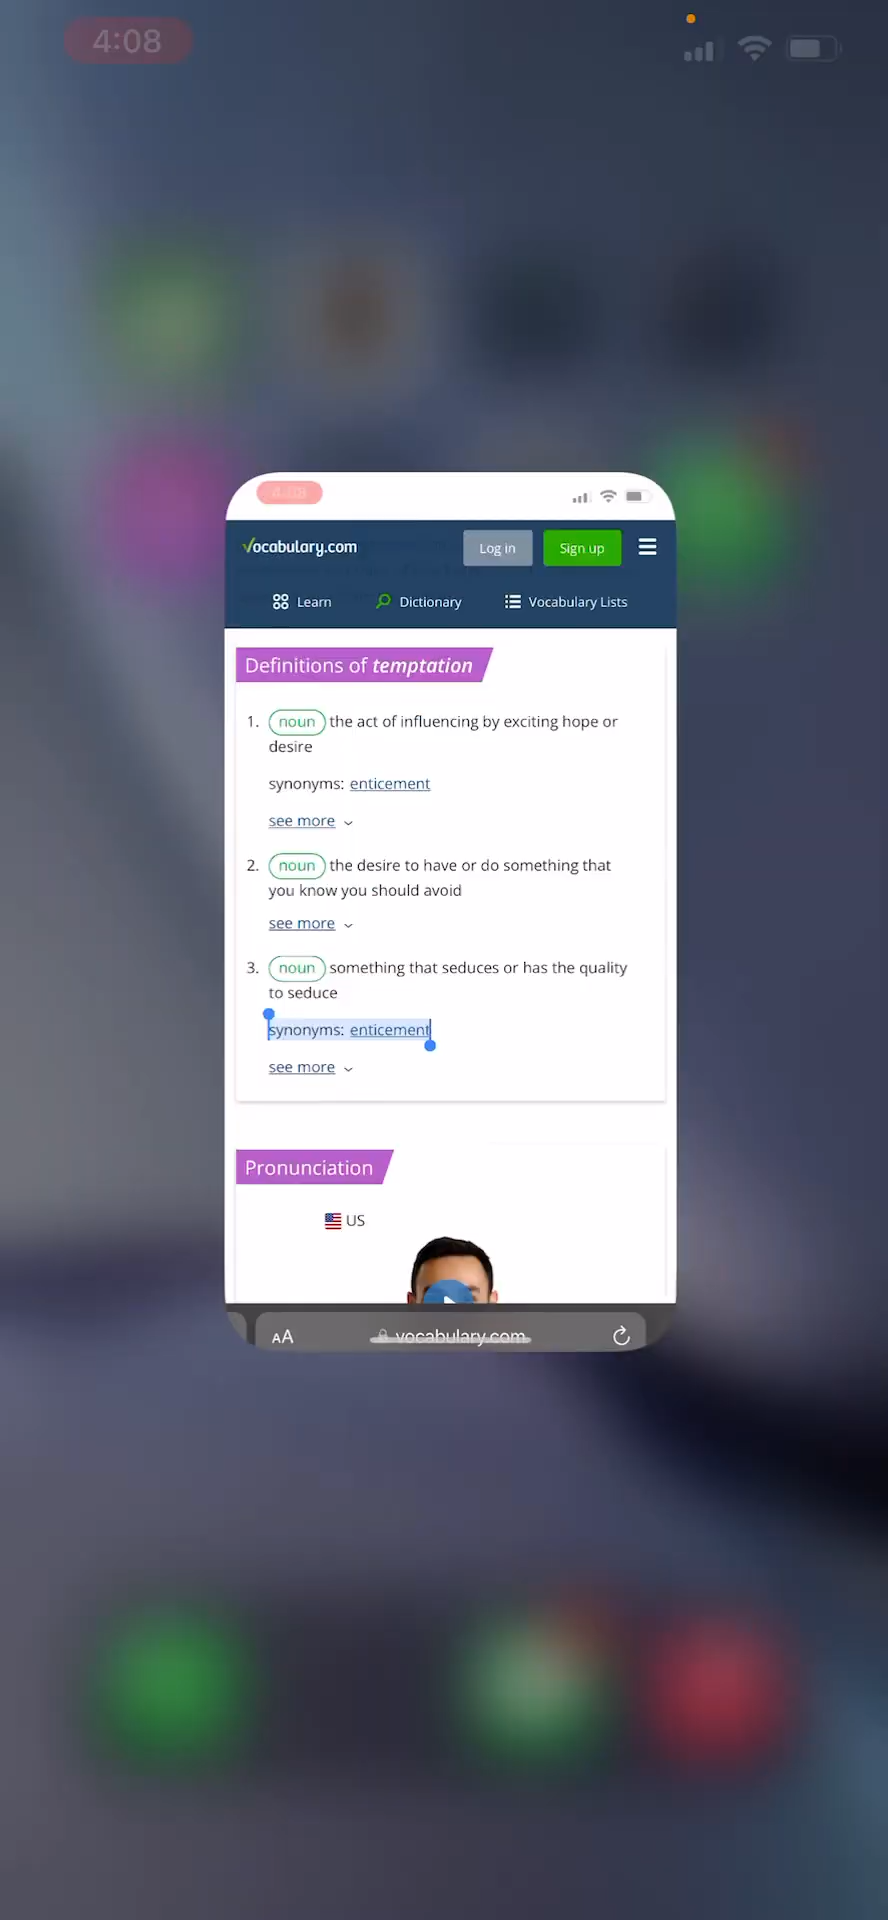 4:08
4:08
Vocabulary.com
Log in
Sign up
Learn
Dictionary
Vocabulary Lists
Definitions of temptation
1. noun the act of influencing by exciting hope or
desire
synonyms: enticement
see more
2. noun the desire to have or do something that
you know you should avoid
see more
3. noun something that seduces or has the quality
to seduce
synonyms: enticement
see more
Pronunciation
US
AA
vocabulary.com